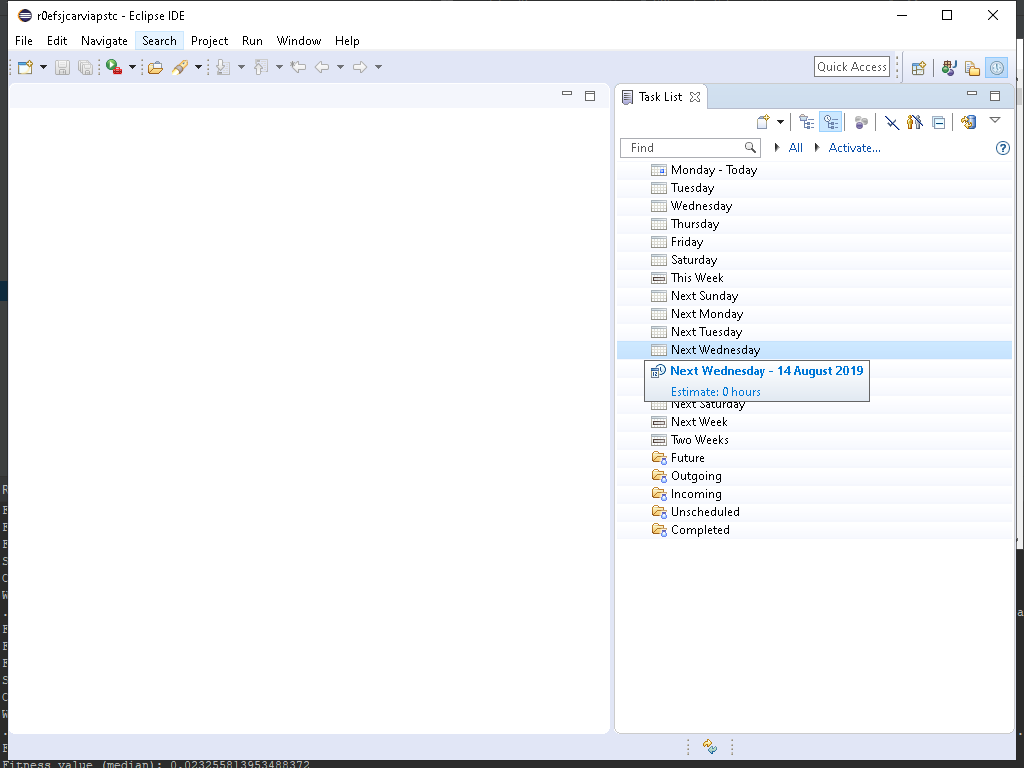 r0efsjcarviapstc - Eclipse IDE
File Edit Navigate Search Project Run Window Help
Quick Access
Task List
Find All Activate...
Monday - Today
Tuesday
Wednesday
Thursday
Friday
Saturday
This Week
Next Sunday
Next Monday
Next Tuesday
Next Wednesday
Next Wednesday - 14 August 2019
Estimate: 0 hours
Next Saturday
Next Week
Two Weeks
Future
Outgoing
Incoming
Unscheduled
Completed
Fitness value (median): 0.023255813953488372